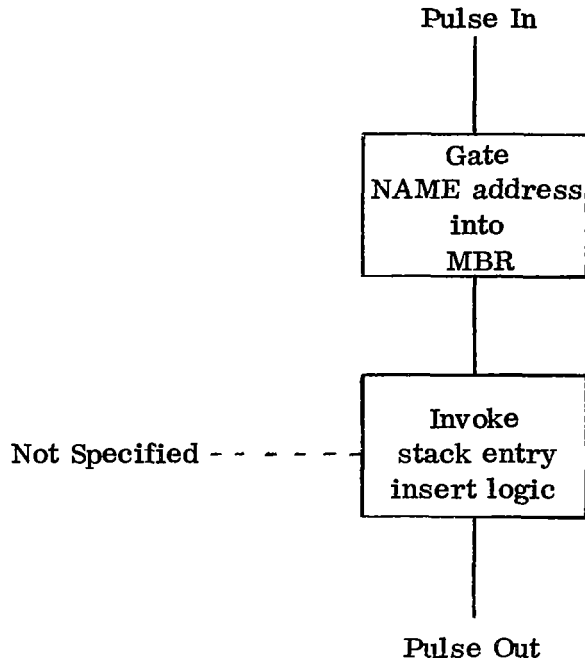 Pulse In
Gate
NAME address
into
MBR
Invoke
Not Specified
stack entry
insert logic
Pulse Out